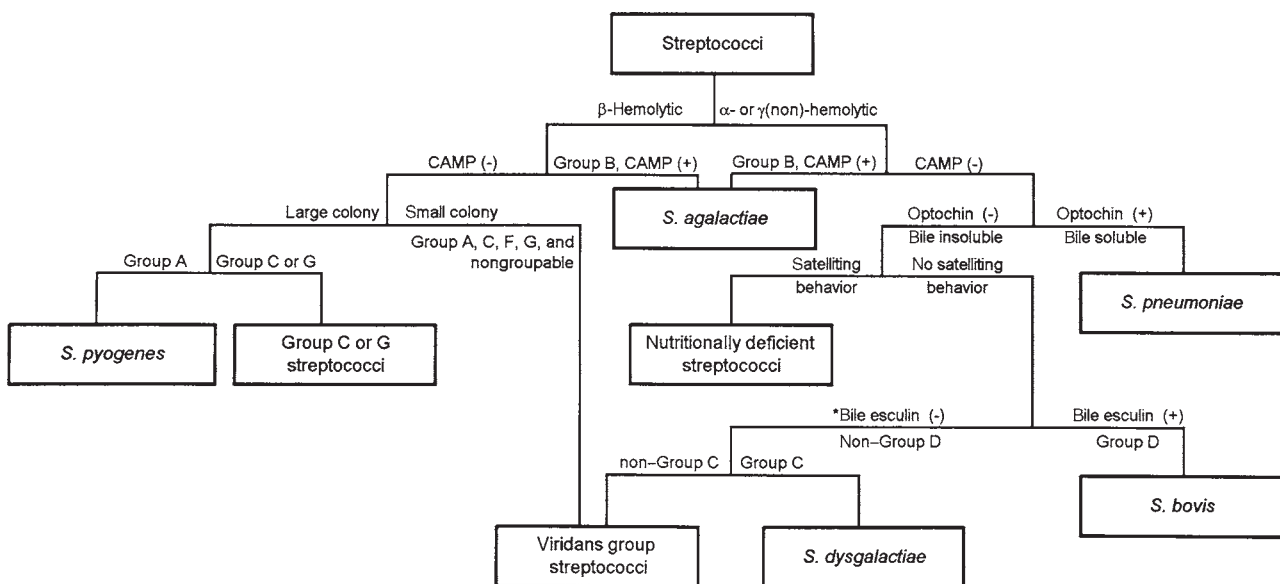 Streptococci
β-Hemolytic
α- or γ(non)-hemolytic
CAMP (-)
Group B, CAMP (+)
Group B, CAMP (+)
CAMP (-)
S. agalactiae
Large colony
Small colony
Group A, C, F, G, and
nongroupable
Optochin (-)
Bile insoluble
Optochin (+)
Bile soluble
Group A
Group C or G
Satelliting
behavior
No satelliting
behavior
S. pneumoniae
S. pyogenes
Group C or G
streptococci
Nutritionally deficient
streptococci
*Bile esculin (-)
Non–Group D
Bile esculin (+)
Group D
non–Group C
Group C
S. bovis
Viridans group
streptococci
S. dysgalactiae